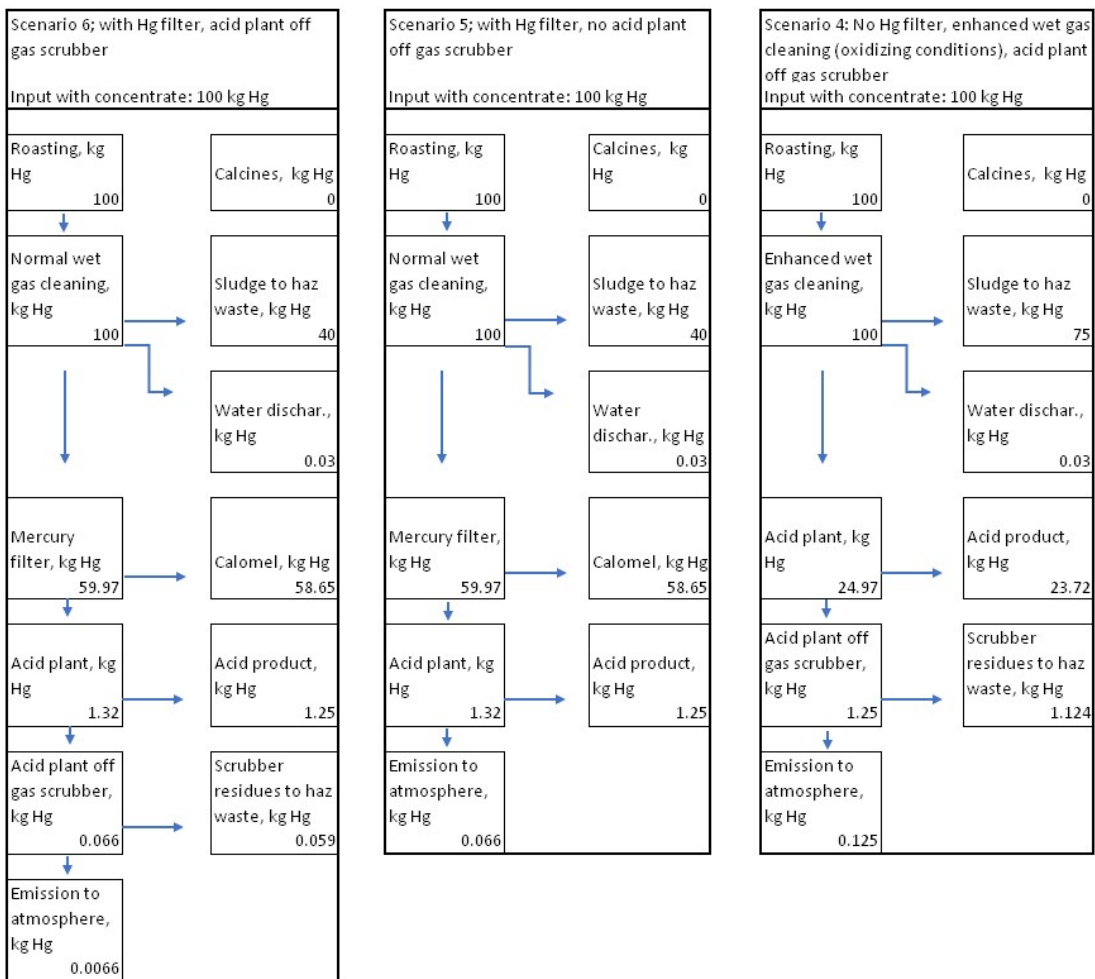 Scenario 6; with Hg filter, acid plant off
gas scrubber
Input with concentrate: 100 kg Hg
Roasting, kg
Hg
100
Calcines, kg Hg
0
Normal wet
gas cleaning,
kg Hg
100
Sludge to haz
waste, kg Hg
40
Water dischar.,
kg Hg
0.03
Mercury
filter, kg Hg
59.97
Calomel, kg Hg
58.65
Acid plant, kg
Hg
1.32
Acid product,
kg Hg
1.25
Acid plant off
gas scrubber,
kg Hg
0.066
Scrubber
residues to haz
waste, kg Hg
0.059
Emission to
atmosphere,
kg Hg
0.0066
Scenario 5; with Hg filter, no acid plant
off gas scrubber
Input with concentrate: 100 kg Hg
Roasting, kg
Hg
100
Calcines, kg
Hg
0
Normal wet
gas cleaning,
kg Hg
100
Sludge to haz
waste, kg Hg
40
Water
dischar., kg Hg
0.03
Mercury filter,
kg Hg
59.97
Calomel, kg Hg
58.65
Acid plant, kg
Hg
1.32
Acid product,
kg Hg
1.25
Emission to
atmosphere,
kg Hg
0.066
Scenario 4: No Hg filter, enhanced wet gas
cleaning (oxidizing conditions), acid plant
off gas scrubber
Input with concentrate: 100 kg Hg
Roasting, kg
Hg
100
Calcines, kg Hg
0
Enhanced wet
gas cleaning,
kg Hg
100
Sludge to haz
waste, kg Hg
75
Water dischar.,
kg Hg
0.03
Acid plant, kg
Hg
24.97
Acid product,
kg Hg
23.72
Acid plant off
gas scrubber,
kg Hg
1.25
Scrubber
residues to haz
waste, kg Hg
1.124
Emission to
atmosphere,
kg Hg
0.125